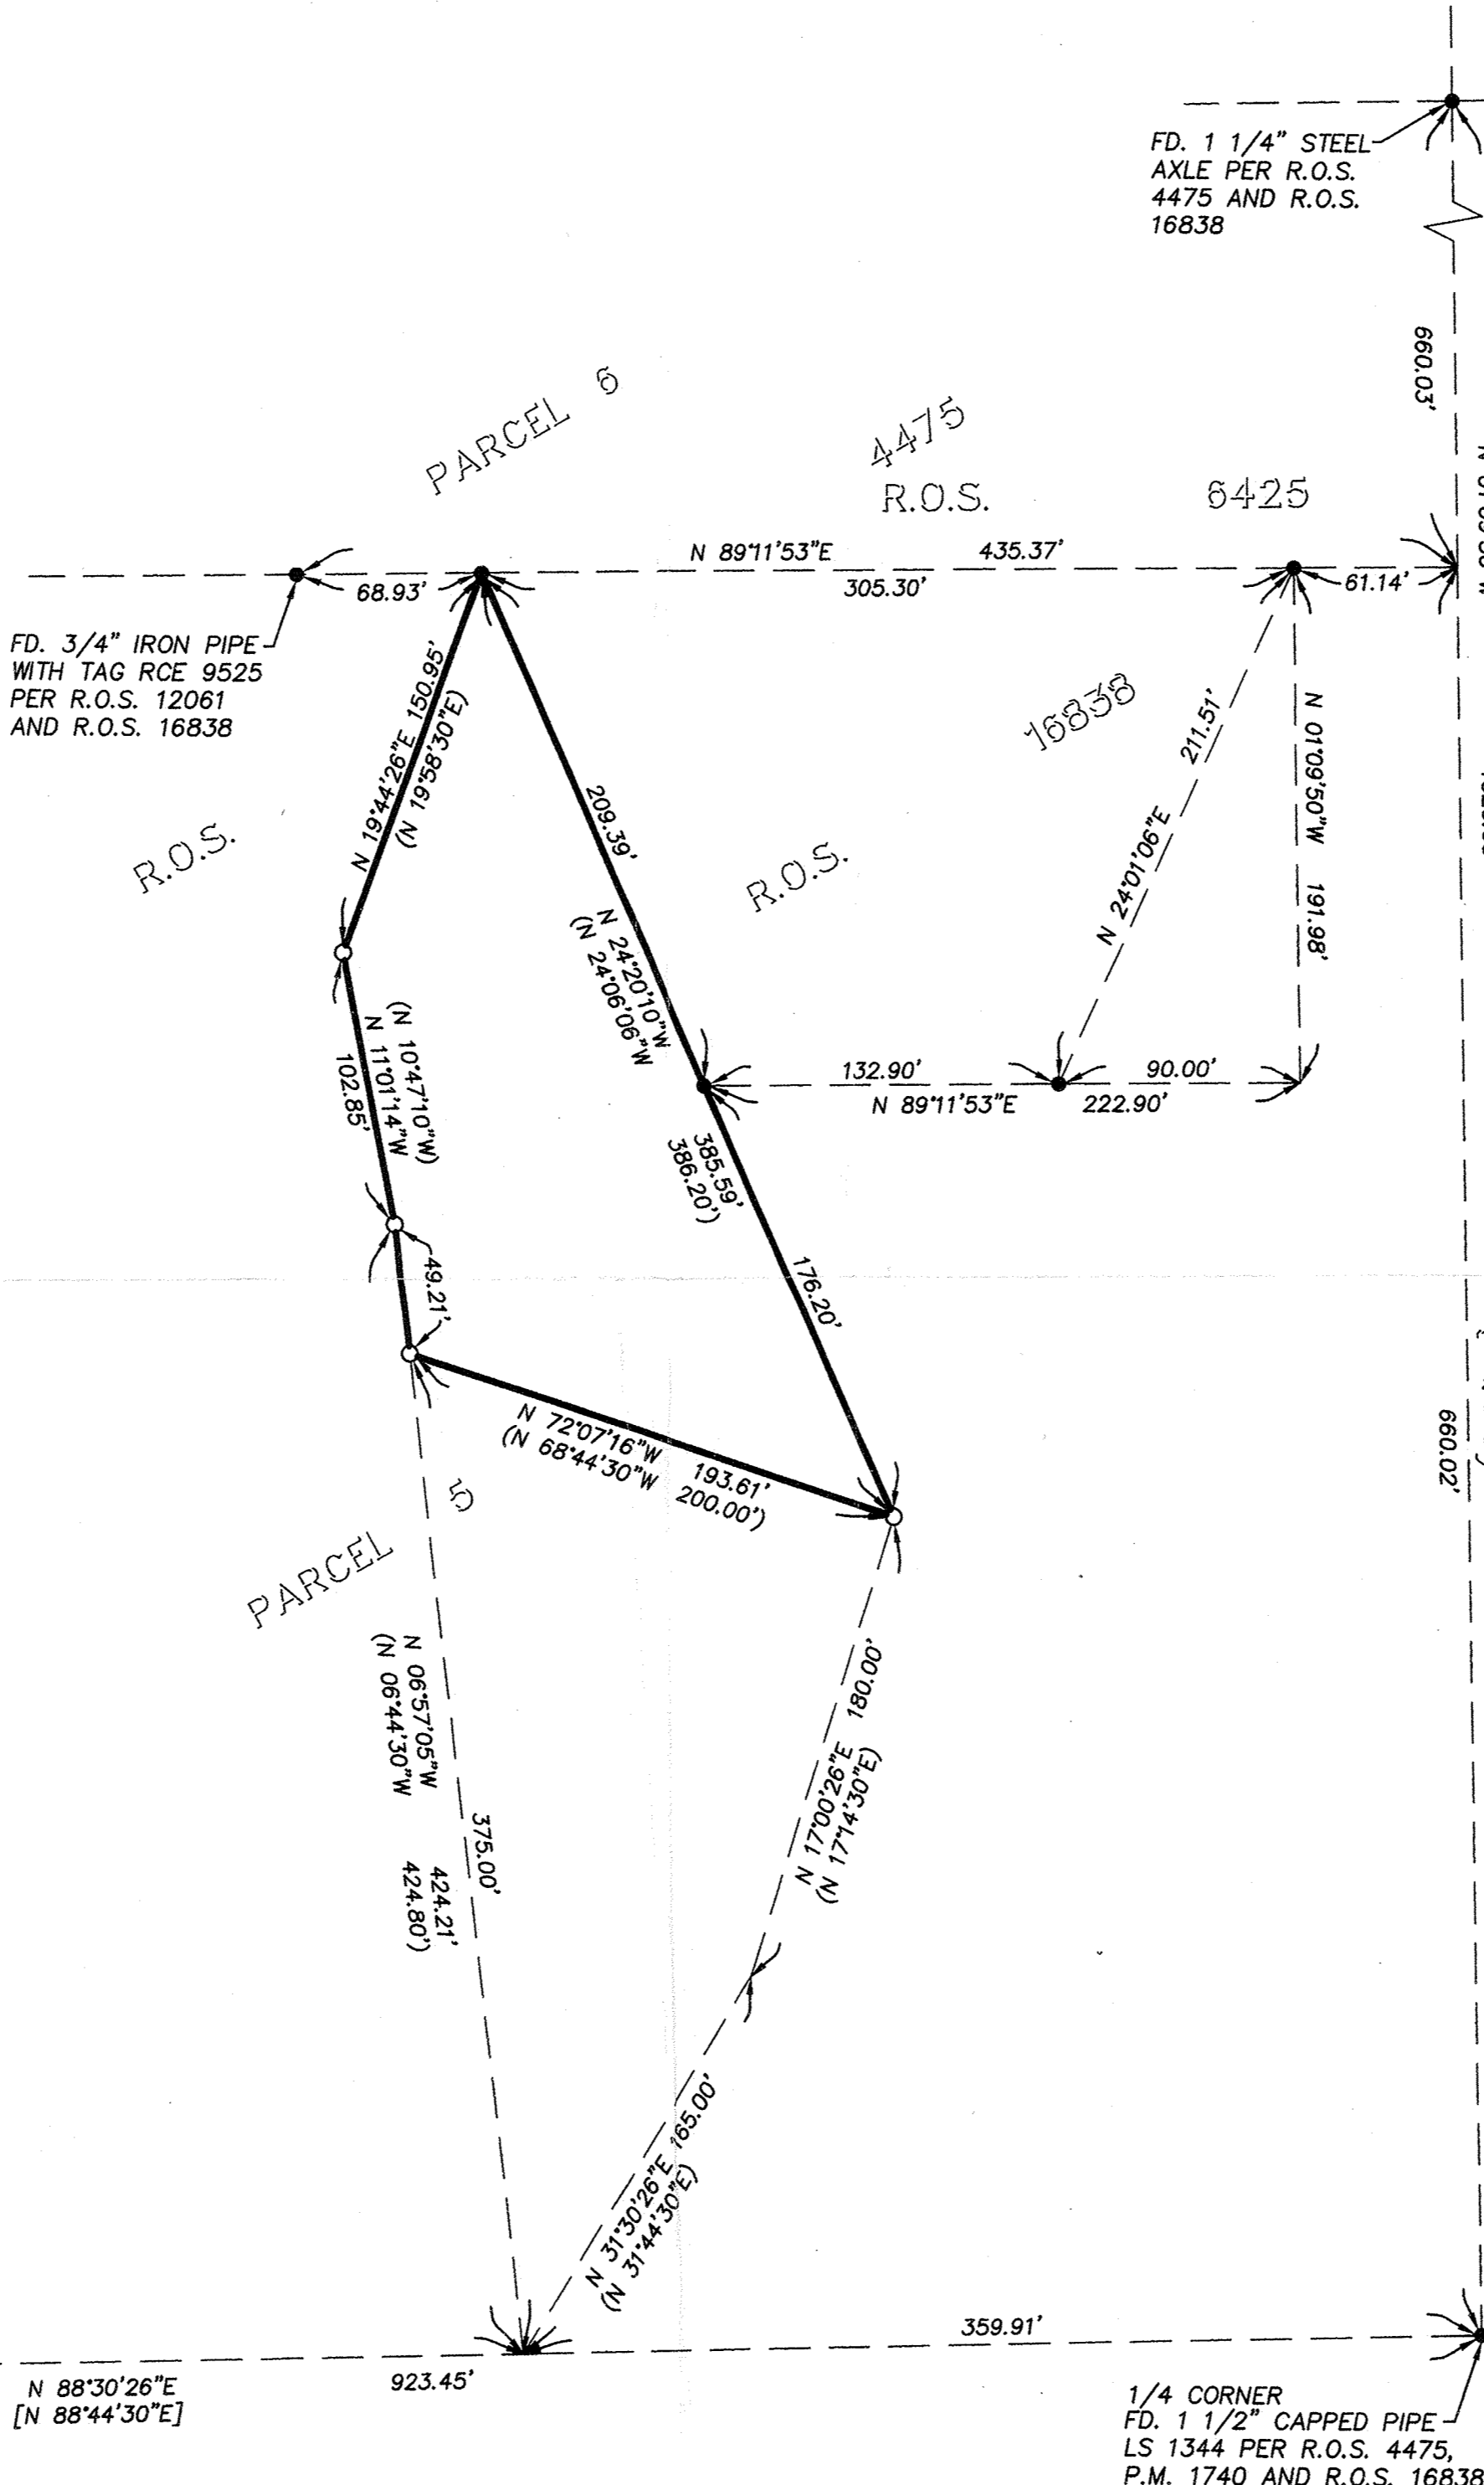 FD. 1 1/4" STEEL
AXLE PER R.O.S.
4475 AND R.O.S.
16838
660.03'
PARCEL 6
4475
R.O.S.
6425
N 89°11'53"E 435.37'
68.93'
305.30'
61.14'
FD. 3/4" IRON PIPE
WITH TAG RCE 9525
PER R.O.S. 12061
AND R.O.S. 16838
N 19°44'26"E 150.95'
(N 19°58'30"E)
209.39'
16838
211.51'
N 24°01'06"E
N 01°09'50"W 191.98'
R.O.S.
R.O.S.
N 24°20'10"W
(N 24°06'06"W
(N 10°47'10"W)
N 11°01'14"W
102.85'
132.90'
90.00'
N 89°11'53"E 222.90'
385.59'
386.20')
49.21'
176.20'
N 72°07'16"W 193.61'
(N 68°44'30"W 200.00')
660.02'
PARCEL 5
N 06°57'05"W 424.21'
(N 06°44'30"W 424.80')
375.00'
N 17°00'26"E 180.00'
(N 17°14'30"E)
N 31°30'26"E 165.00'
(N 31°44'30"E)
359.91'
N 88°30'26"E 923.45'
[N 88°44'30"E]
1/4 CORNER
FD. 1 1/2" CAPPED PIPE
LS 1344 PER R.O.S. 4475,
P.M. 1740 AND R.O.S. 16838